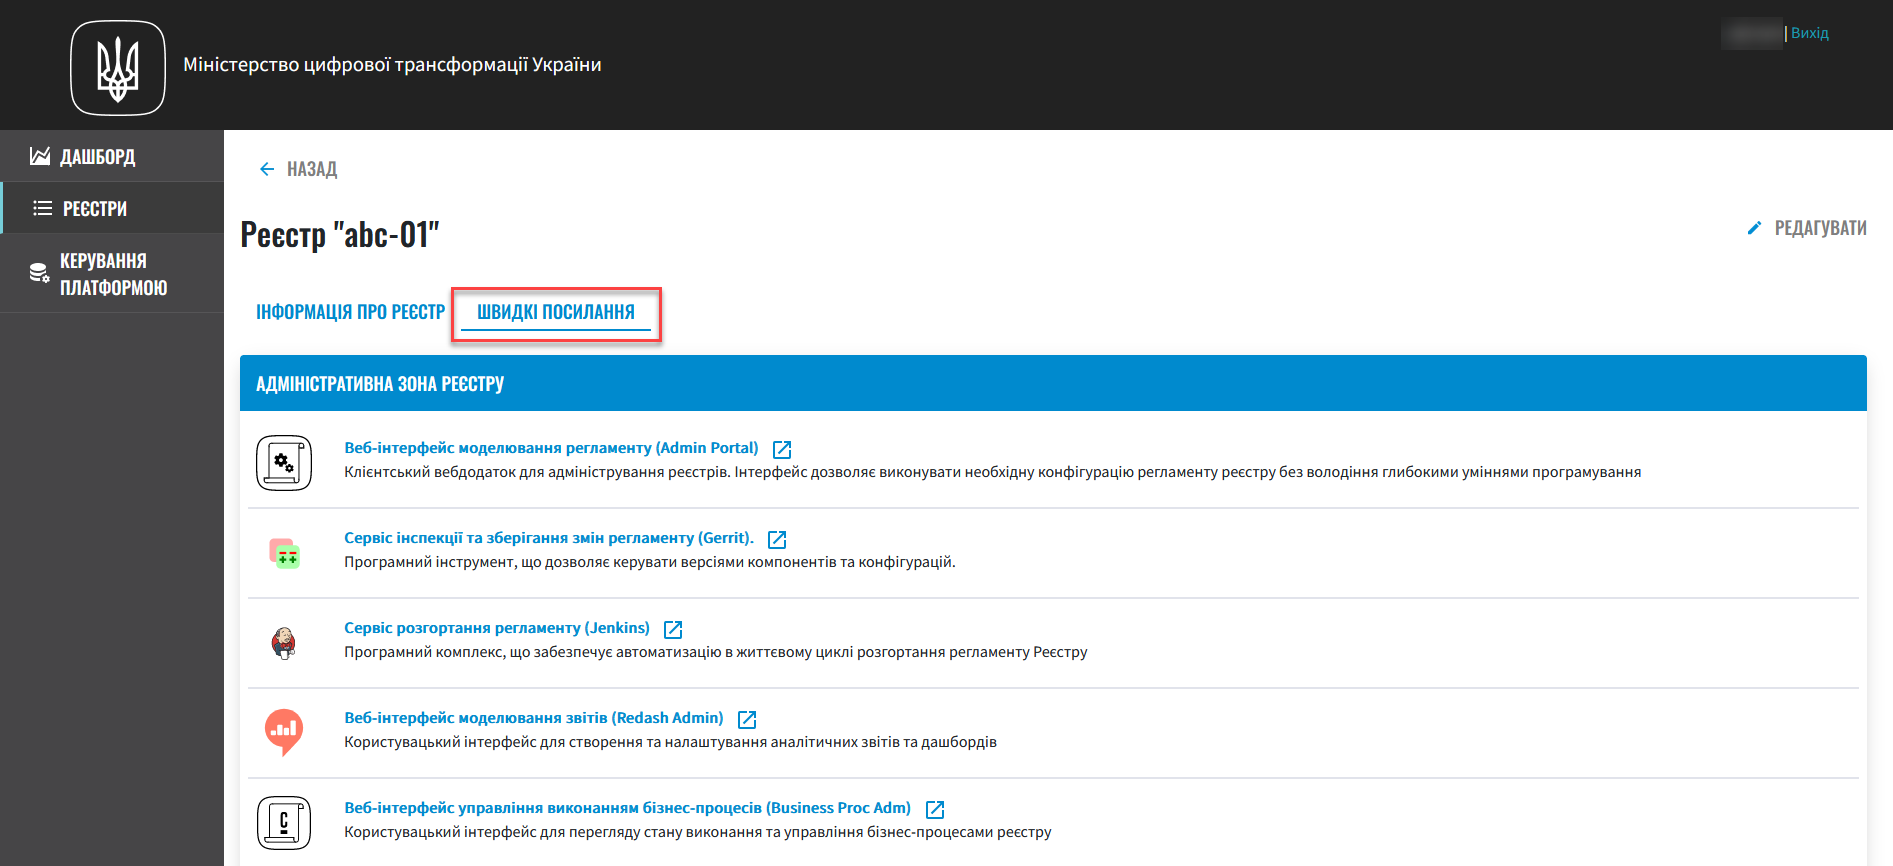 Міністерство цифрової трансформації України
| Вихід
ДАШБОРД
РЕЄСТРИ
КЕРУВАННЯ
ПЛАТФОРМОЮ
НАЗАД
Реєстр "abc-01"
РЕДАГУВАТИ
ІНФОРМАЦІЯ ПРО РЕЄСТР ШВИДКІ ПОСИЛАННЯ
АДМІНІСТРАТИВНА ЗОНА РЕЄСТРУ
Веб-інтерфейс моделювання регламенту (Admin Portal)
Клієнтський вебдодаток для адміністрування реєстрів. Інтерфейс дозволяє виконувати необхідну конфігурацію регламенту реєстру без володіння глибокими уміннями програмування
Сервіс інспекції та зберігання змін регламенту (Gerrit).
Програмний інструмент, що дозволяє керувати версіями компонентів та конфігурацій.
Сервіс розгортання регламенту (Jenkins)
Програмний комплекс, що забезпечує автоматизацію в життєвому циклі розгортання регламенту Реєстру
Веб-інтерфейс моделювання звітів (Redash Admin)
Користувацький інтерфейс для створення та налаштування аналітичних звітів та дашбордів
Веб-інтерфейс управління виконанням бізнес-процесів (Business Proc Adm)
Користувацький інтерфейс для перегляду стану виконання та управління бізнес-процесами реєстру